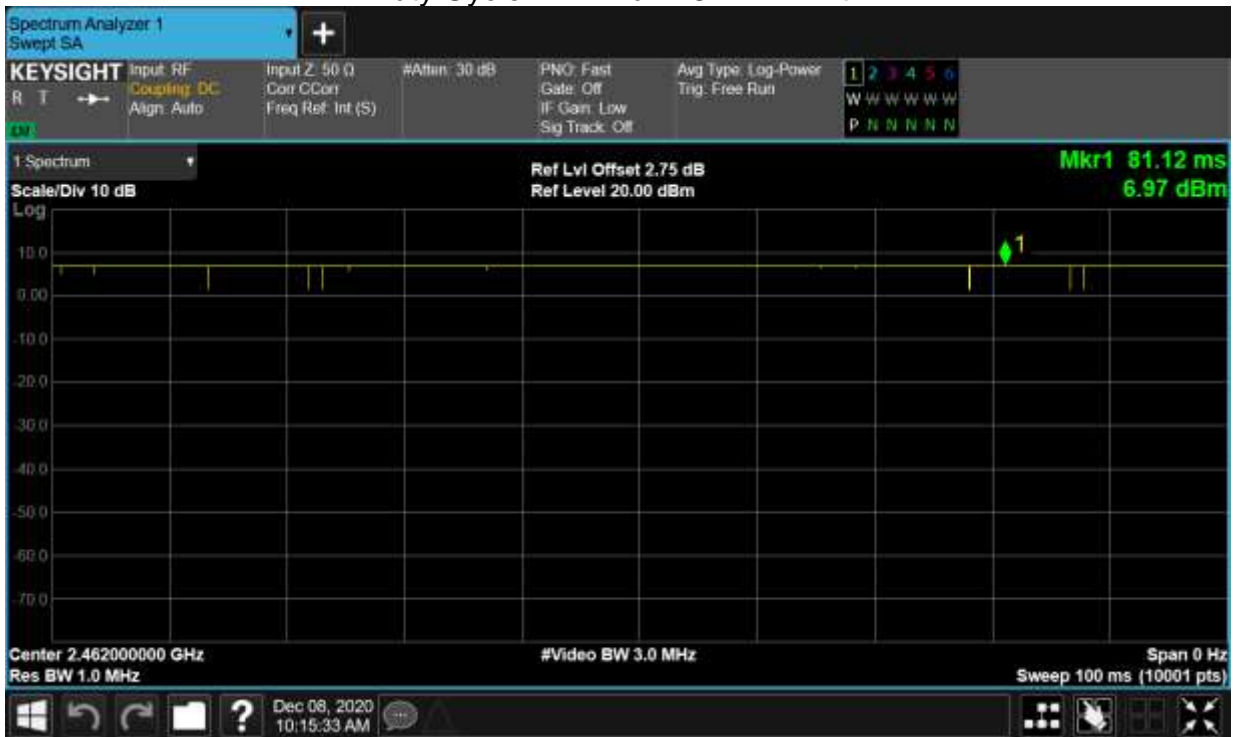 Spectrum Analyzer 1
Swept SA
+
KEYSIGHT Input: RF Input Z: 50 Ω #Atten: 30 dB PNO: Fast Avg Type: Log-Power 1 2 3 4 5 6
R T Coupling: DC Corr CCorr Gate: Off Trig: Free Run W W W W W W
Align: Auto Freq Ref: Int (S) IF Gain: Low P N N N N N
Sig Track: Off
1 Spectrum Ref Lvl Offset 2.75 dB Mkr1 81.12 ms
Scale/Div 10 dB Ref Level 20.00 dBm 6.97 dBm
Log
1
10.0
0.00
-10.0
-20.0
-30.0
-40.0
-50.0
-60.0
-70.0
Center 2.462000000 GHz #Video BW 3.0 MHz Span 0 Hz
Res BW 1.0 MHz Sweep 100 ms (10001 pts)
? Dec 08, 2020
10:15:33 AM